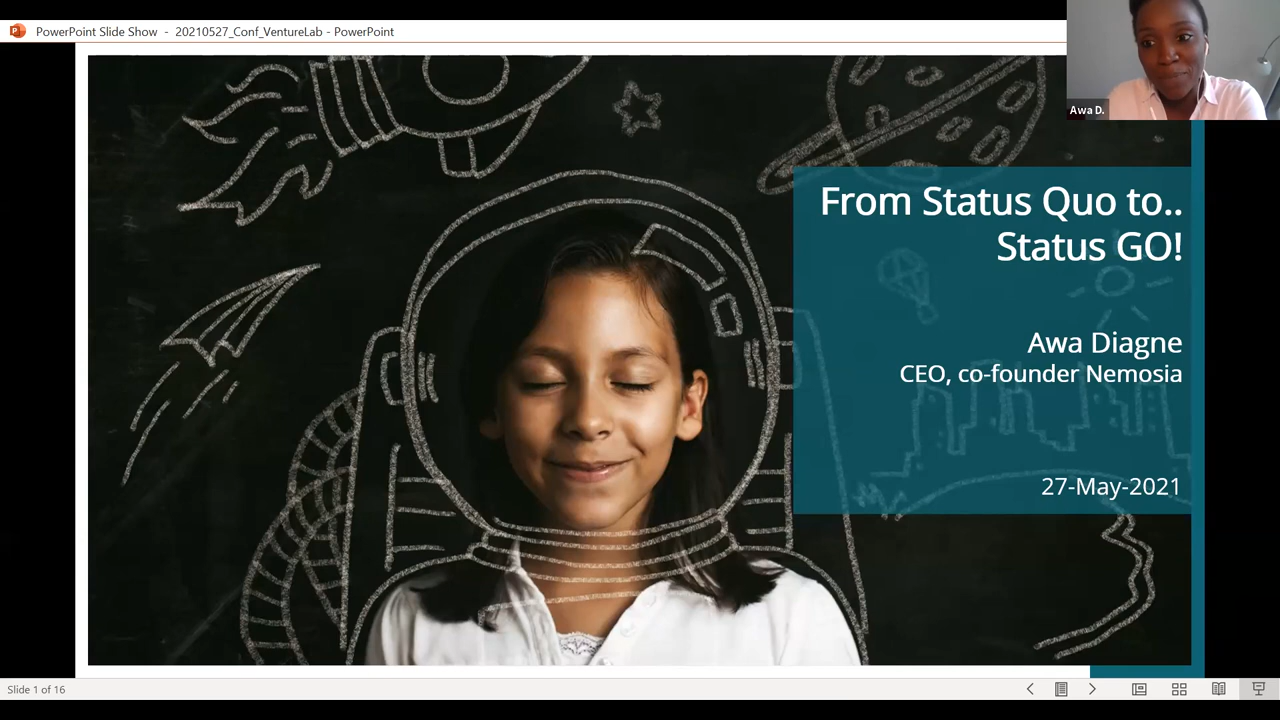 PowerPoint Slide Show - 20210527_Conf_VentureLab - PowerPoint
Awa D.
From Status Quo to..
Status GO!
Awa Diagne
CEO, co-founder Nemosia
27-May-2021
Slide 1 of 16